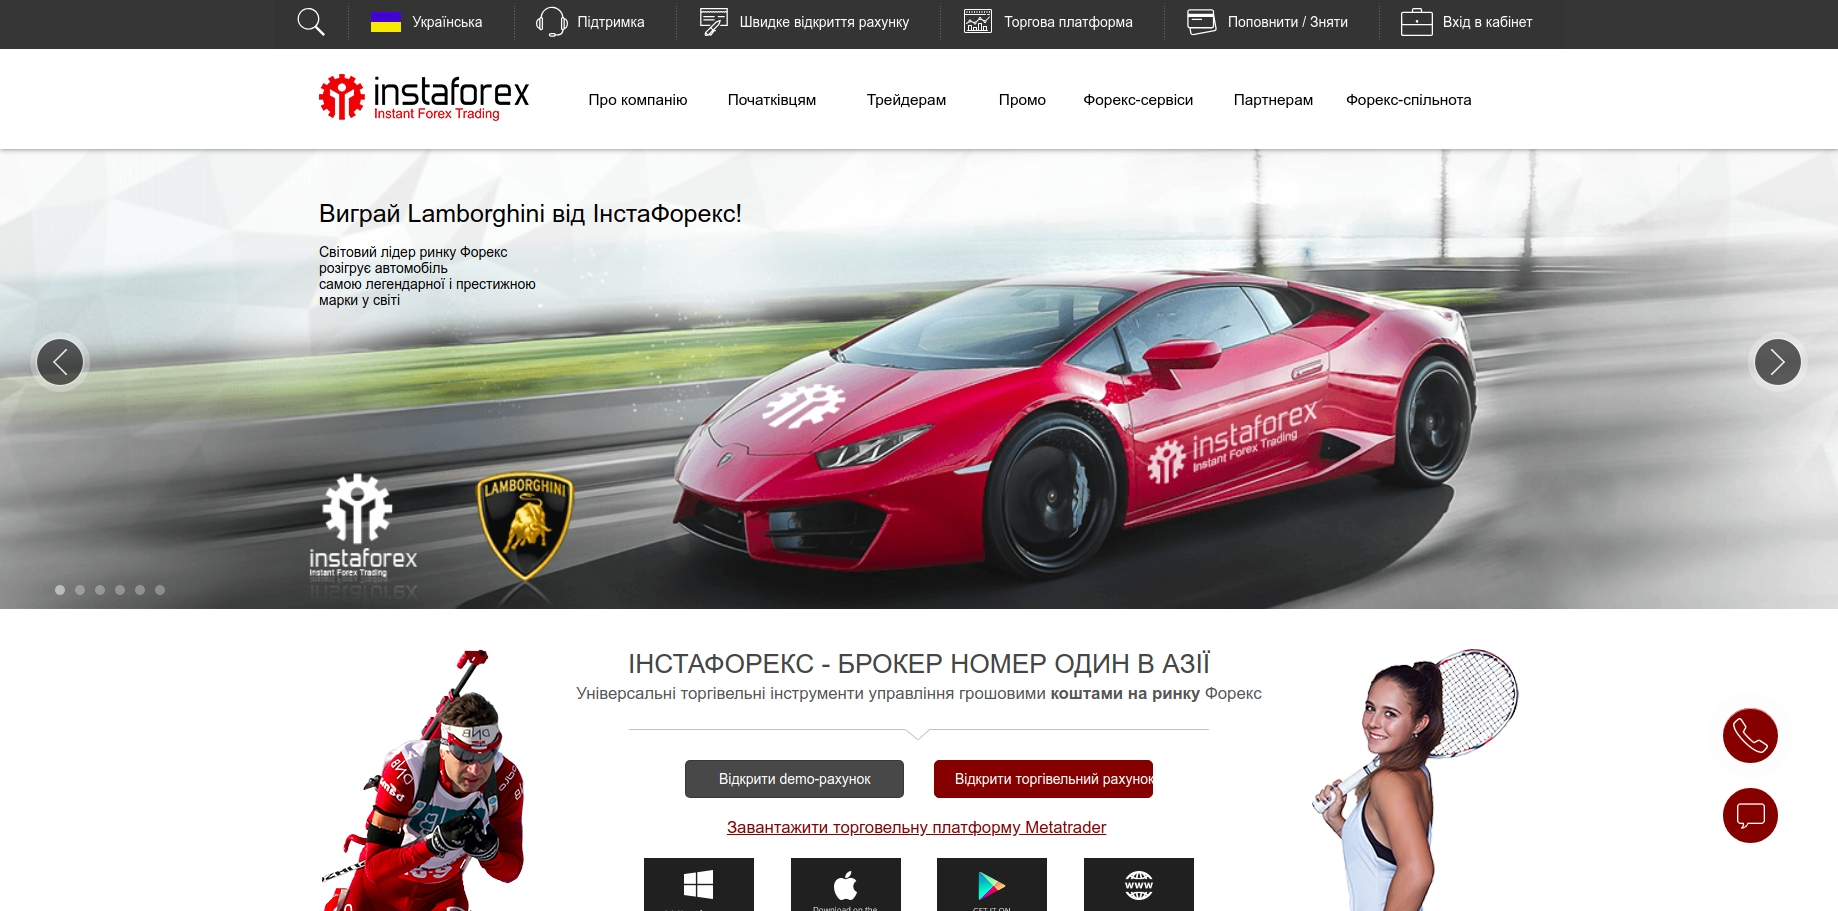 Українська
Підтримка
Швидке відкриття рахунку
Торгова платформа
Поповнити / Зняти
Вхід в кабінет
instaforex
Instant Forex Trading
Про компанію
Початківцям
Трейдерам
Промо
Форекс-сервіси
Партнерам
Форекс-спільнота
Виграй Lamborghini від ІнстаФорекс!
Світовий лідер ринку Форекс
розігрує автомобіль
самою легендарної і престижною
марки у світі
instaforex
Instant Forex Trading
instaforex
Instant Forex Trading
LAMBORGHINI
ІНСТАФОРЕКС - БРОКЕР НОМЕР ОДИН В АЗІЇ
Універсальні торгівельні інструменти управління грошовими коштами на ринку Форекс
Відкрити demo-рахунок
Відкрити торгівельний рахунок
Завантажити торговельну платформу Metatrader
Download on the
GET IT ON
WWW